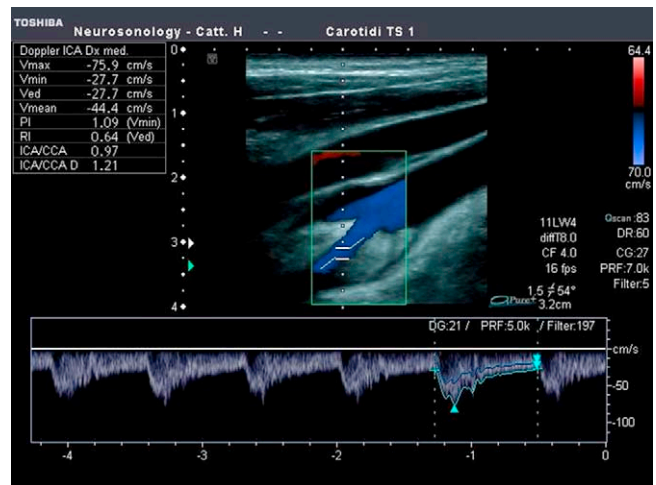 TOSHIBA
Neurosonology - Catt. H - - Carotidi TS 1
Doppler ICA Dx med.
Vmax -75.9 cm/s
Vmin -27.7 cm/s
Ved -27.7 cm/s
Vmean -44.4 cm/s
PI 1.09 (Vmin)
RI 0.64 (Ved)
ICA/CCA 0.97
ICA/CCA D 1.21
0
1
2
3
4
64.4
70.0
cm/s
11LW4
diffT8.0
CF 4.0
16 fps
Qscan :83
DR:60
CG:27
PRF:7.0k
Filter:5
1.5 ≠ 54°
APure+ 3.2cm
DG:21 / PRF:5.0k / Filter:197
-cm/s
-50
-100
-4 -3 -2 -1 0